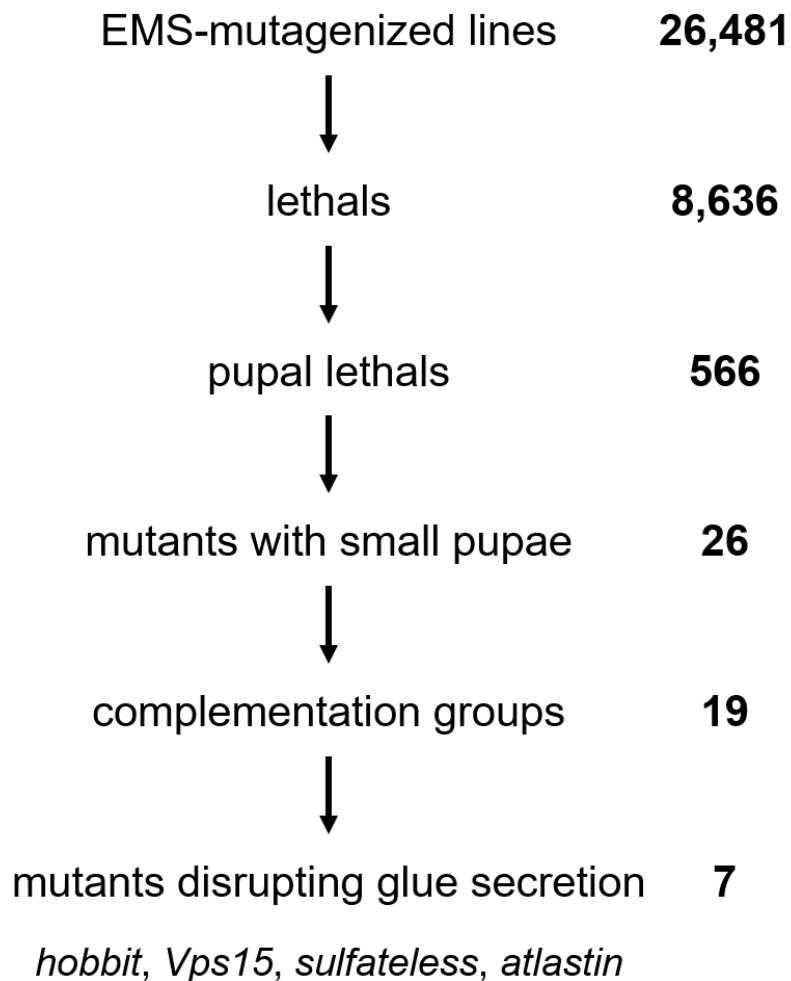 EMS-mutagenized lines 26,481
lethals 8,636
pupal lethals 566
mutants with small pupae 26
complementation groups 19
mutants disrupting glue secretion 7
hobbit, Vps15, sulfateless, atlastin